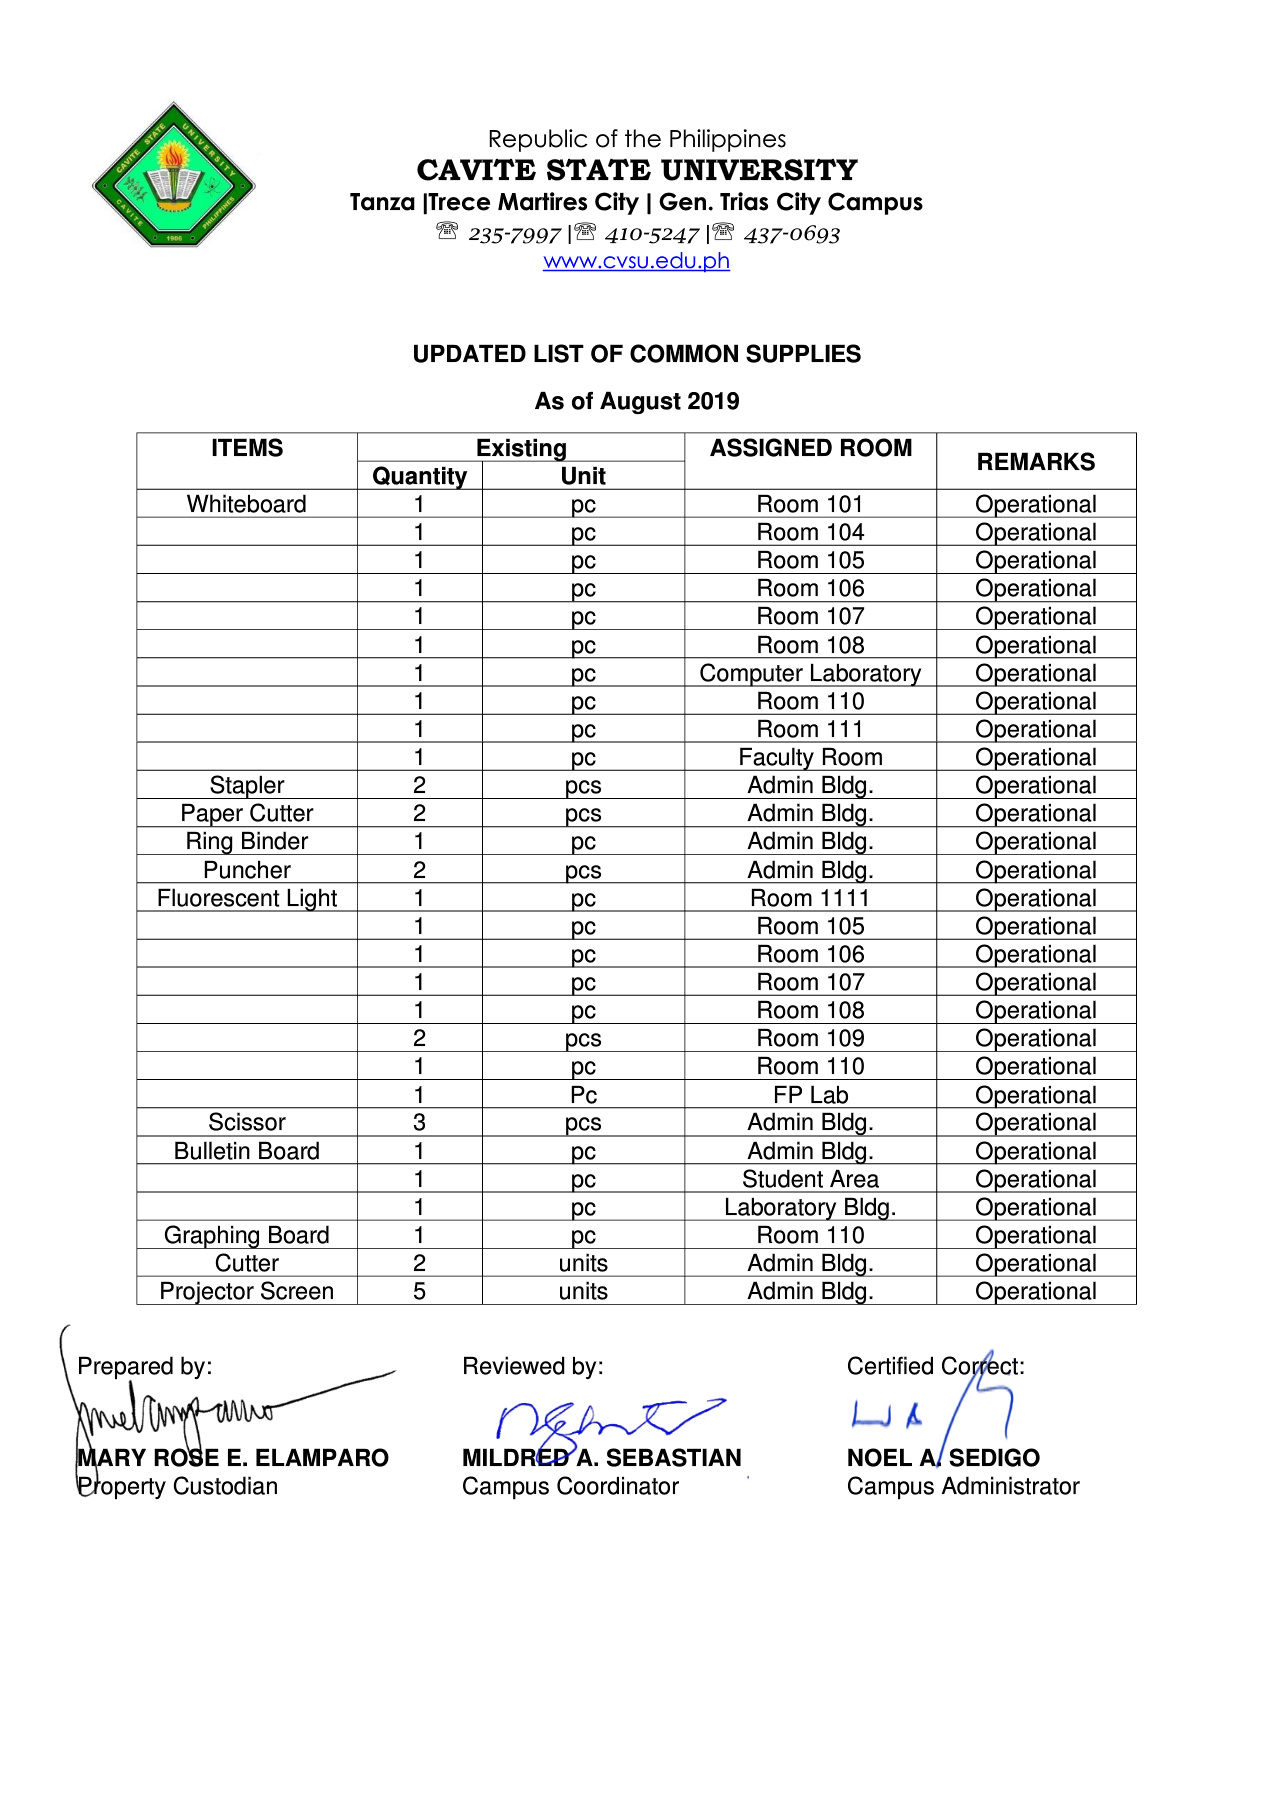 CAVITE STATE UNIVERSITY
CAVITE PHILIPPINES
1906
Republic of the Philippines
CAVITE STATE UNIVERSITY
Tanza |Trece Martires City | Gen. Trias City Campus
☏ 235-7997 |☏ 410-5247 |☏ 437-0693
www.cvsu.edu.ph
UPDATED LIST OF COMMON SUPPLIES
As of August 2019
ITEMS Existing ASSIGNED ROOM REMARKS
Quantity Unit
Whiteboard 1 pc Room 101 Operational
1 pc Room 104 Operational
1 pc Room 105 Operational
1 pc Room 106 Operational
1 pc Room 107 Operational
1 pc Room 108 Operational
1 pc Computer Laboratory Operational
1 pc Room 110 Operational
1 pc Room 111 Operational
1 pc Faculty Room Operational
Stapler 2 pcs Admin Bldg. Operational
Paper Cutter 2 pcs Admin Bldg. Operational
Ring Binder 1 pc Admin Bldg. Operational
Puncher 2 pcs Admin Bldg. Operational
Fluorescent Light 1 pc Room 1111 Operational
1 pc Room 105 Operational
1 pc Room 106 Operational
1 pc Room 107 Operational
1 pc Room 108 Operational
2 pcs Room 109 Operational
1 pc Room 110 Operational
1 Pc FP Lab Operational
Scissor 3 pcs Admin Bldg. Operational
Bulletin Board 1 pc Admin Bldg. Operational
1 pc Student Area Operational
1 pc Laboratory Bldg. Operational
Graphing Board 1 pc Room 110 Operational
Cutter 2 units Admin Bldg. Operational
Projector Screen 5 units Admin Bldg. Operational
Prepared by: Reviewed by: Certified Correct:
MARY ROSE E. ELAMPARO MILDRED A. SEBASTIAN NOEL A. SEDIGO
Property Custodian Campus Coordinator Campus Administrator